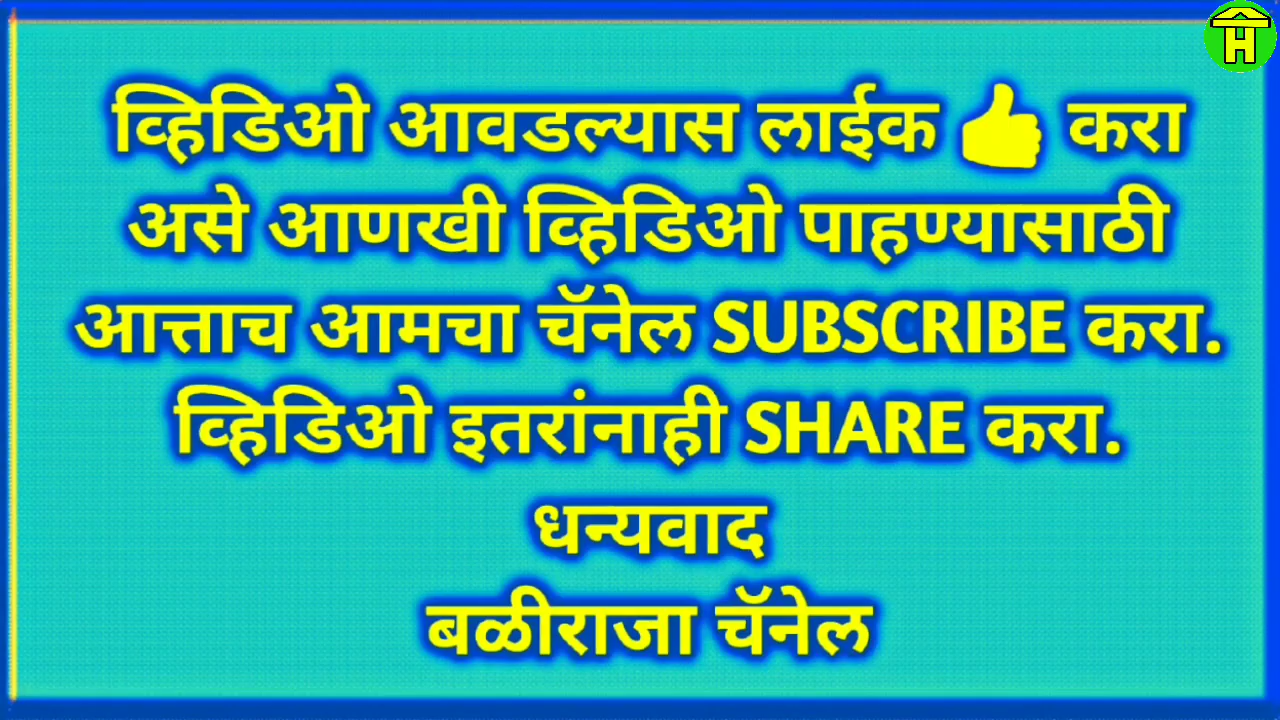 व्हिडिओ आवडल्यास लाईक 👍 करा
असे आणखी व्हिडिओ पाहण्यासाठी
आत्ताच आमचा चॅनेल SUBSCRIBE करा.
व्हिडिओ इतरांनाही SHARE करा.
धन्यवाद
बळीराजा चॅनेल
H